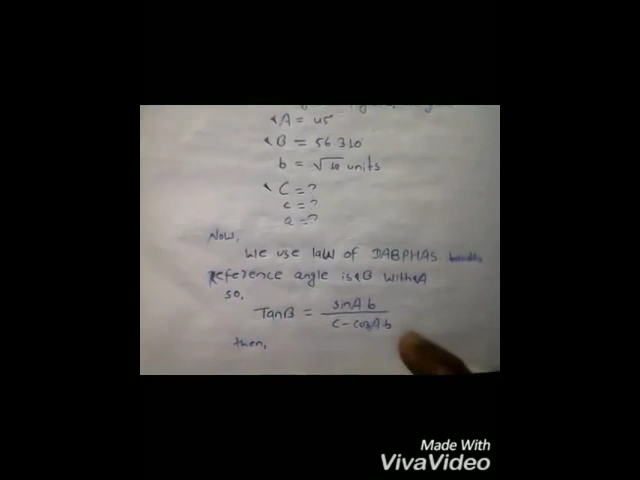 ∠A = 45
∠B = 56.310
b = √10 units
∠C = ?
c = ?
a = ?
Now,
We use law of DABPHAS
reference angle is ∠B with ∠A
so,
TanB = sinA b / c - cosA b
then,
Made With
VivaVideo